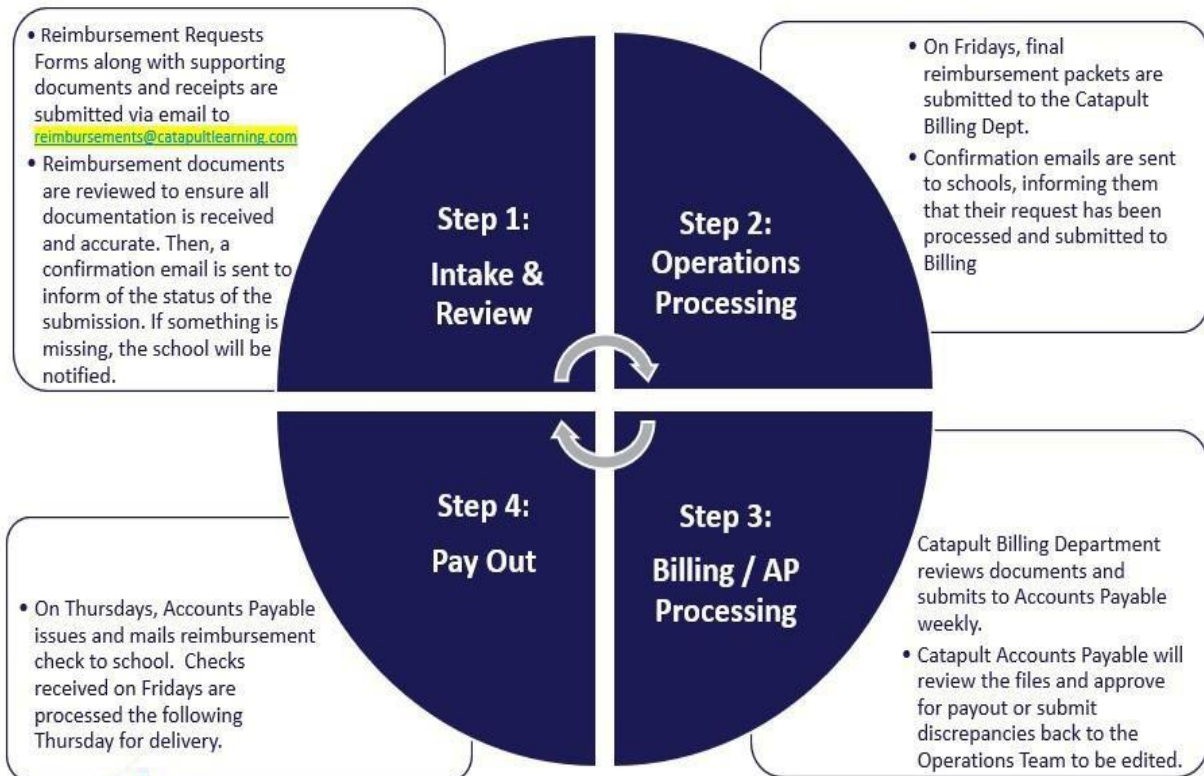 • Reimbursement Requests
Forms along with supporting
documents and receipts are
submitted via email to
reimbursements@catapultlearning.com
• Reimbursement documents
are reviewed to ensure all
documentation is received
and accurate. Then, a
confirmation email is sent to
inform of the status of the
submission. If something is
missing, the school will be
notified.
Step 1:
Intake &
Review
Step 2:
Operations
Processing
• On Fridays, final
reimbursement packets are
submitted to the Catapult
Billing Dept.
• Confirmation emails are sent
to schools, informing them
that their request has been
processed and submitted to
Billing
Step 3:
Billing / AP
Processing
Catapult Billing Department
reviews documents and
submits to Accounts Payable
weekly.
• Catapult Accounts Payable will
review the files and approve
for payout or submit
discrepancies back to the
Operations Team to be edited.
Step 4:
Pay Out
• On Thursdays, Accounts Payable
issues and mails reimbursement
check to school. Checks
received on Fridays are
processed the following
Thursday for delivery.